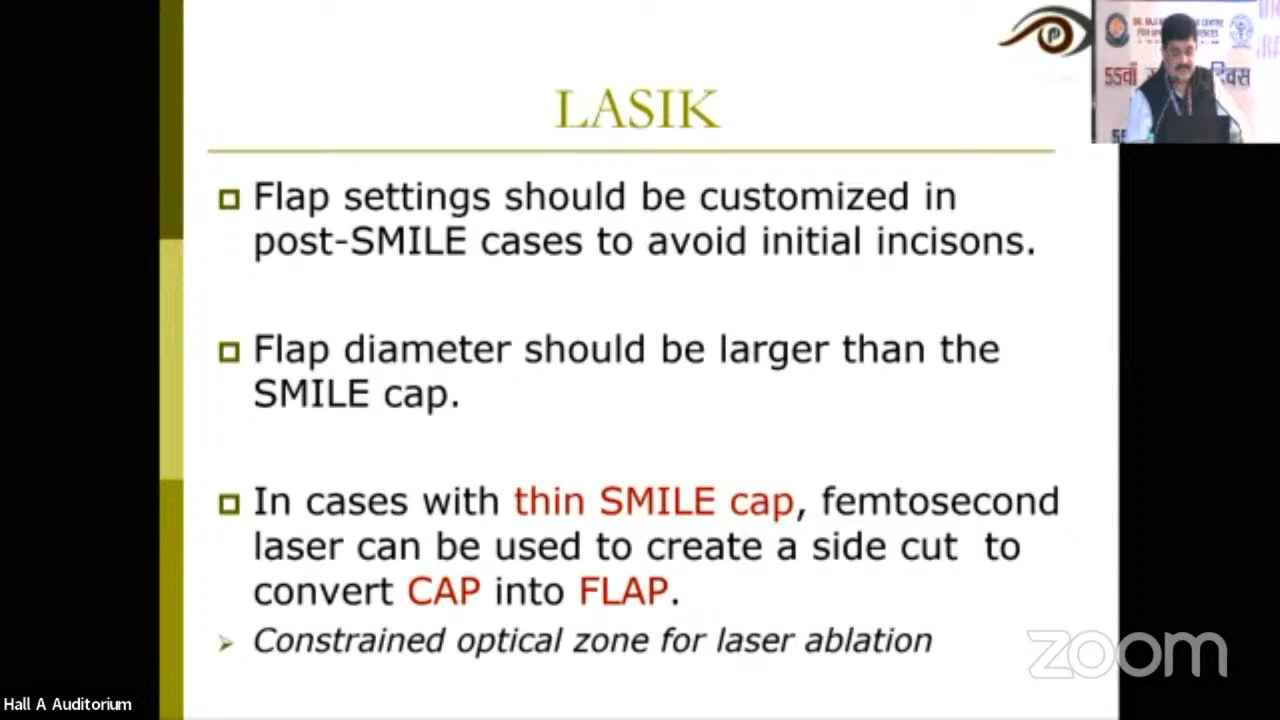 LASIK
Flap settings should be customized in
post-SMILE cases to avoid initial incisons.
Flap diameter should be larger than the
SMILE cap.
In cases with thin SMILE cap, femtosecond
laser can be used to create a side cut to
convert CAP into FLAP.
Constrained optical zone for laser ablation
55वाँ
zoom
Hall A Auditorium